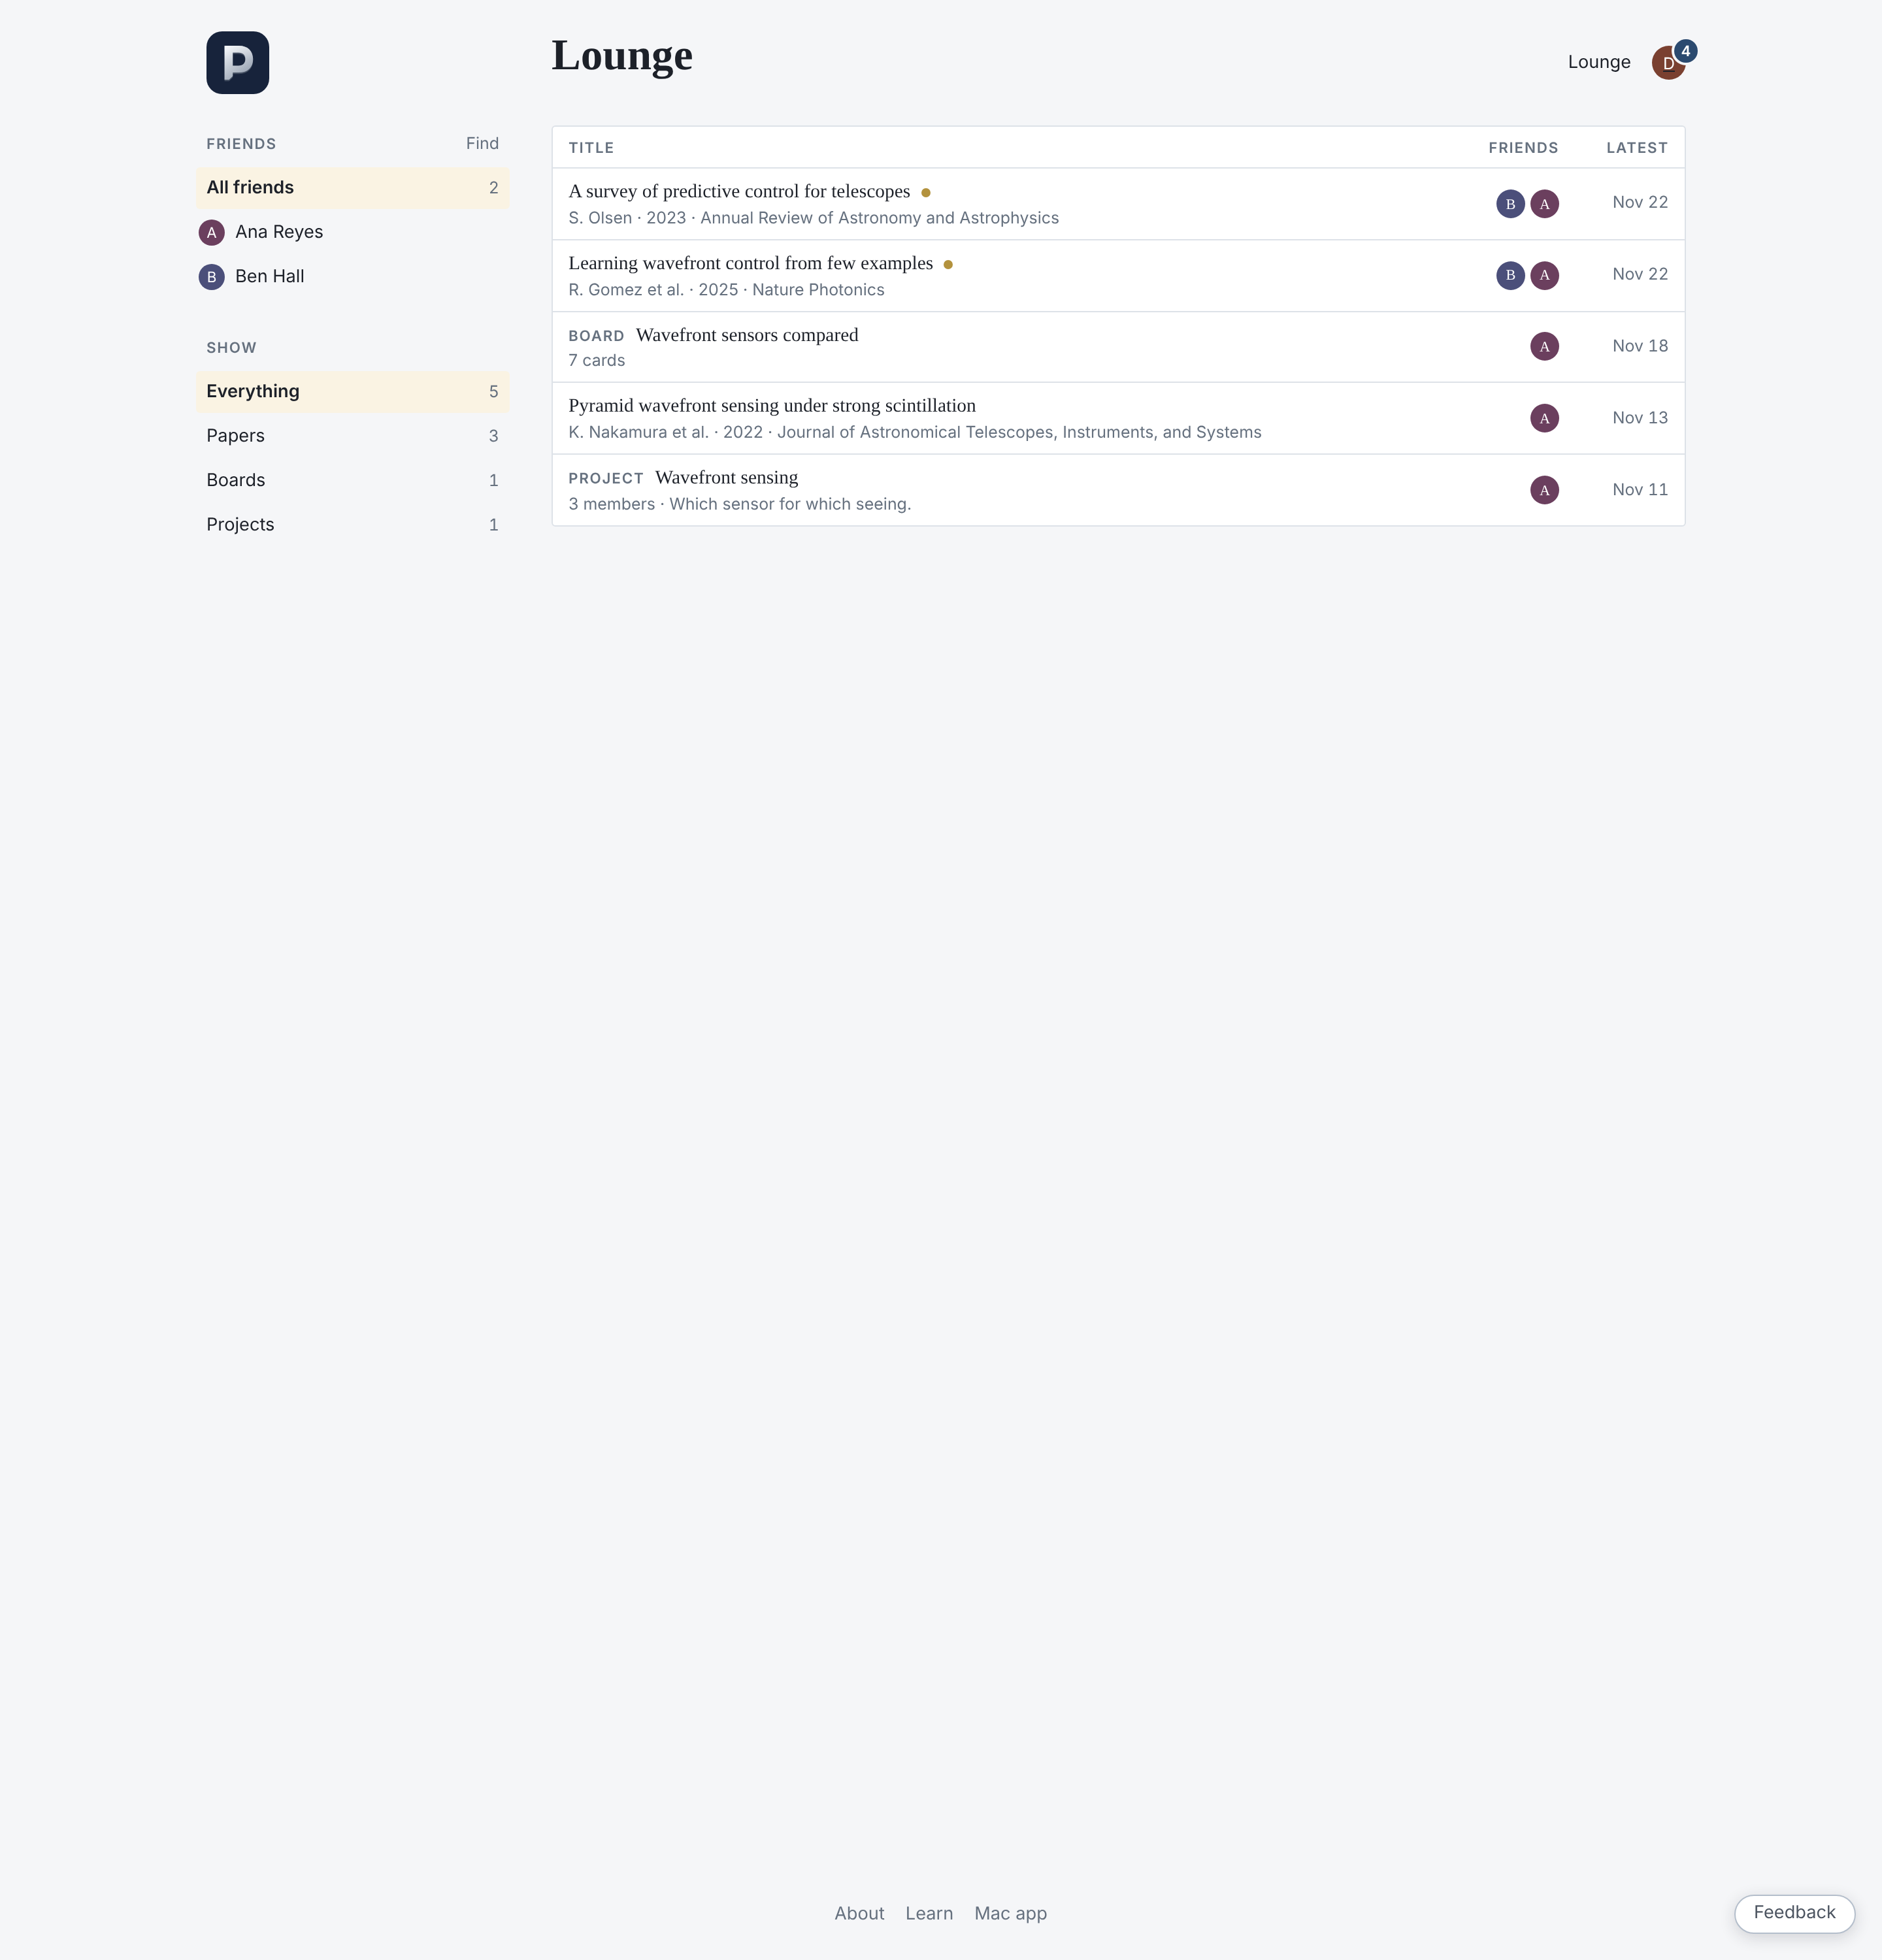 P
Lounge
Lounge
D
4
FRIENDS Find
All friends 2
A Ana Reyes
B Ben Hall
SHOW
Everything 5
Papers 3
Boards 1
Projects 1
TITLE FRIENDS LATEST
A survey of predictive control for telescopes
S. Olsen · 2023 · Annual Review of Astronomy and Astrophysics
B A Nov 22
Learning wavefront control from few examples
R. Gomez et al. · 2025 · Nature Photonics
B A Nov 22
BOARD Wavefront sensors compared
7 cards
A Nov 18
Pyramid wavefront sensing under strong scintillation
K. Nakamura et al. · 2022 · Journal of Astronomical Telescopes, Instruments, and Systems
A Nov 13
PROJECT Wavefront sensing
3 members · Which sensor for which seeing.
A Nov 11
About Learn Mac app
Feedback